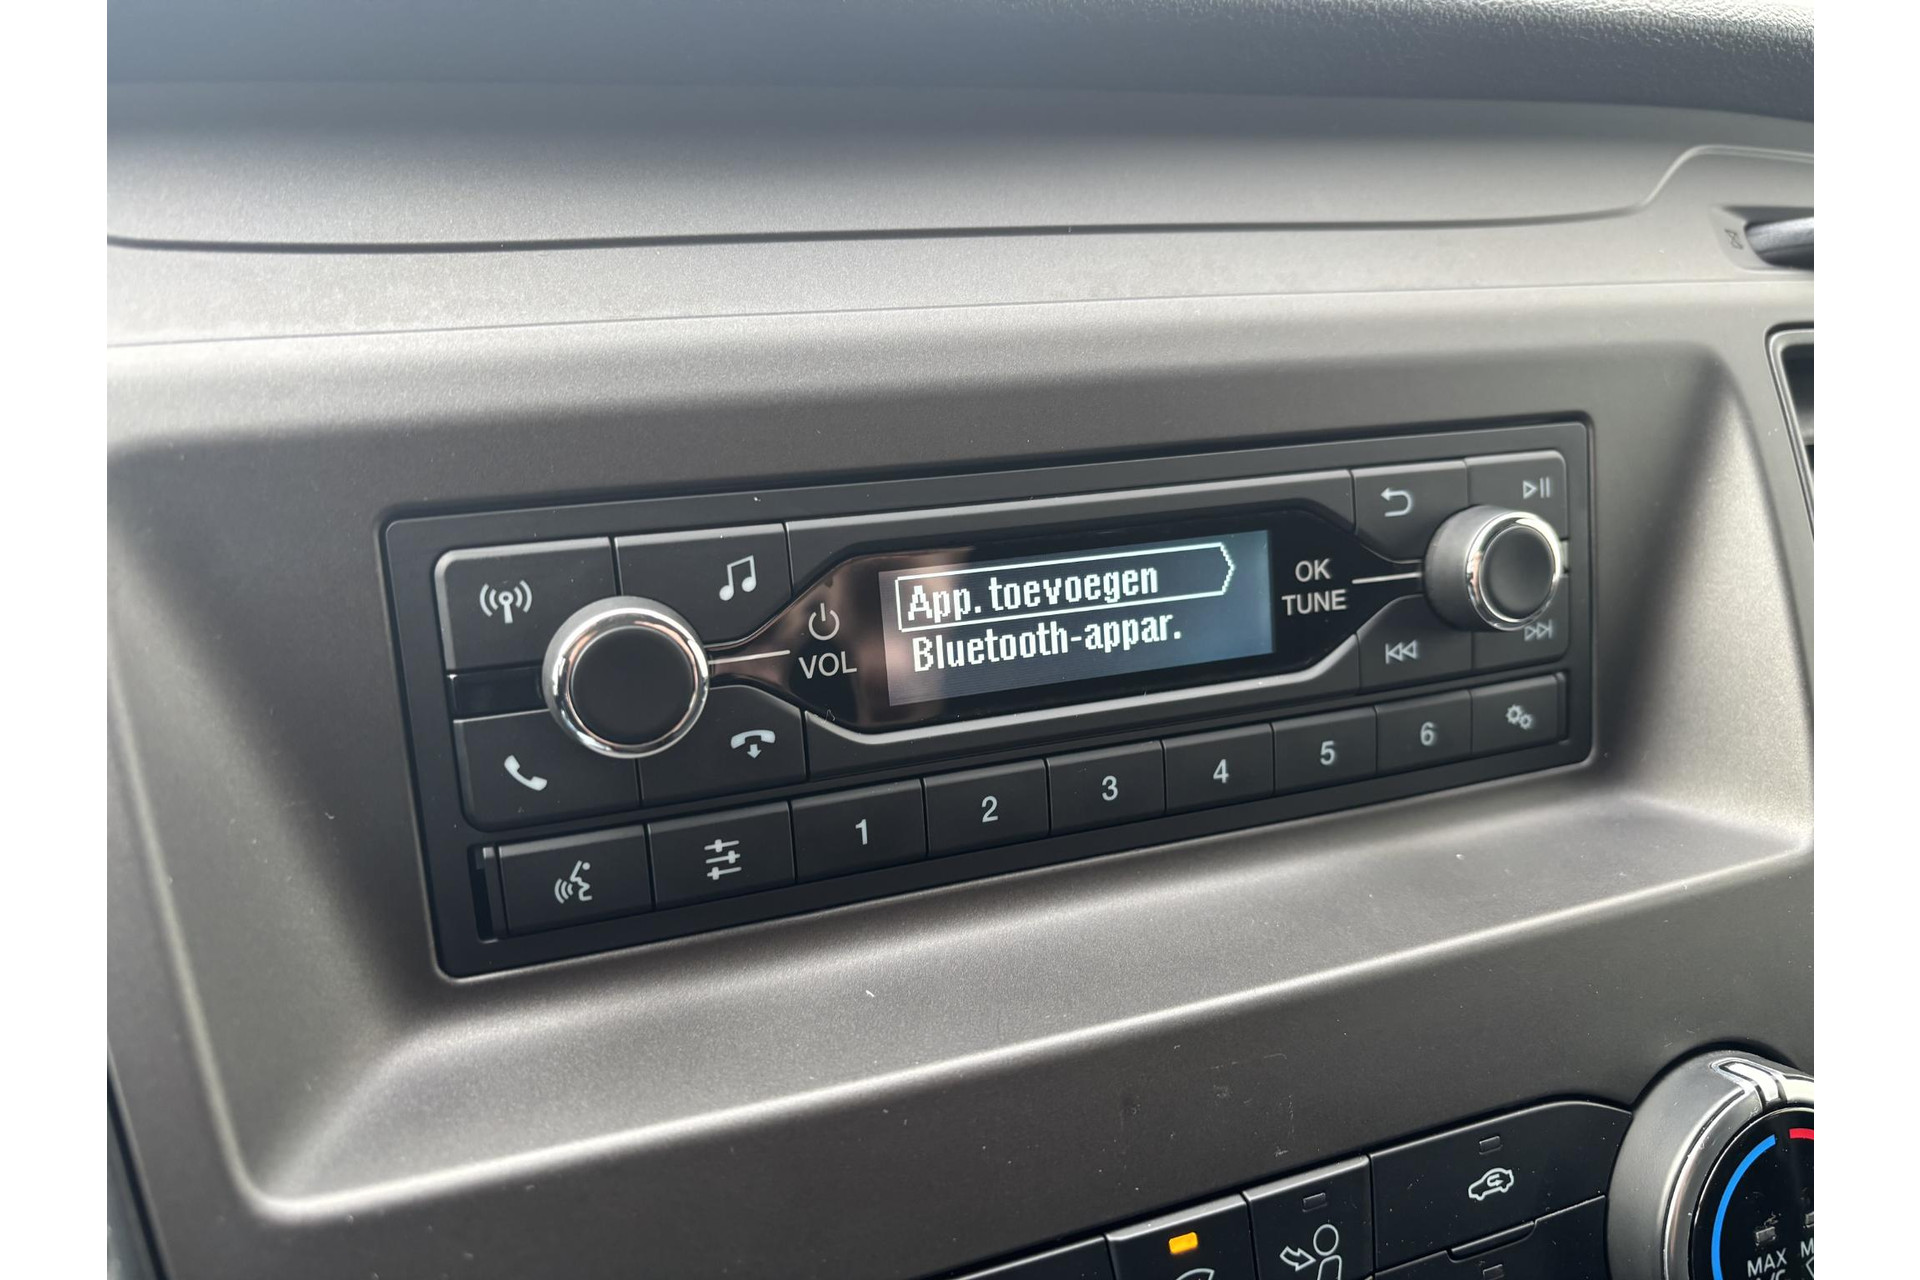 App. toevoegen
Bluetooth-appar.
VOL
OK
TUNE
1
2
3
4
5
6
MAX